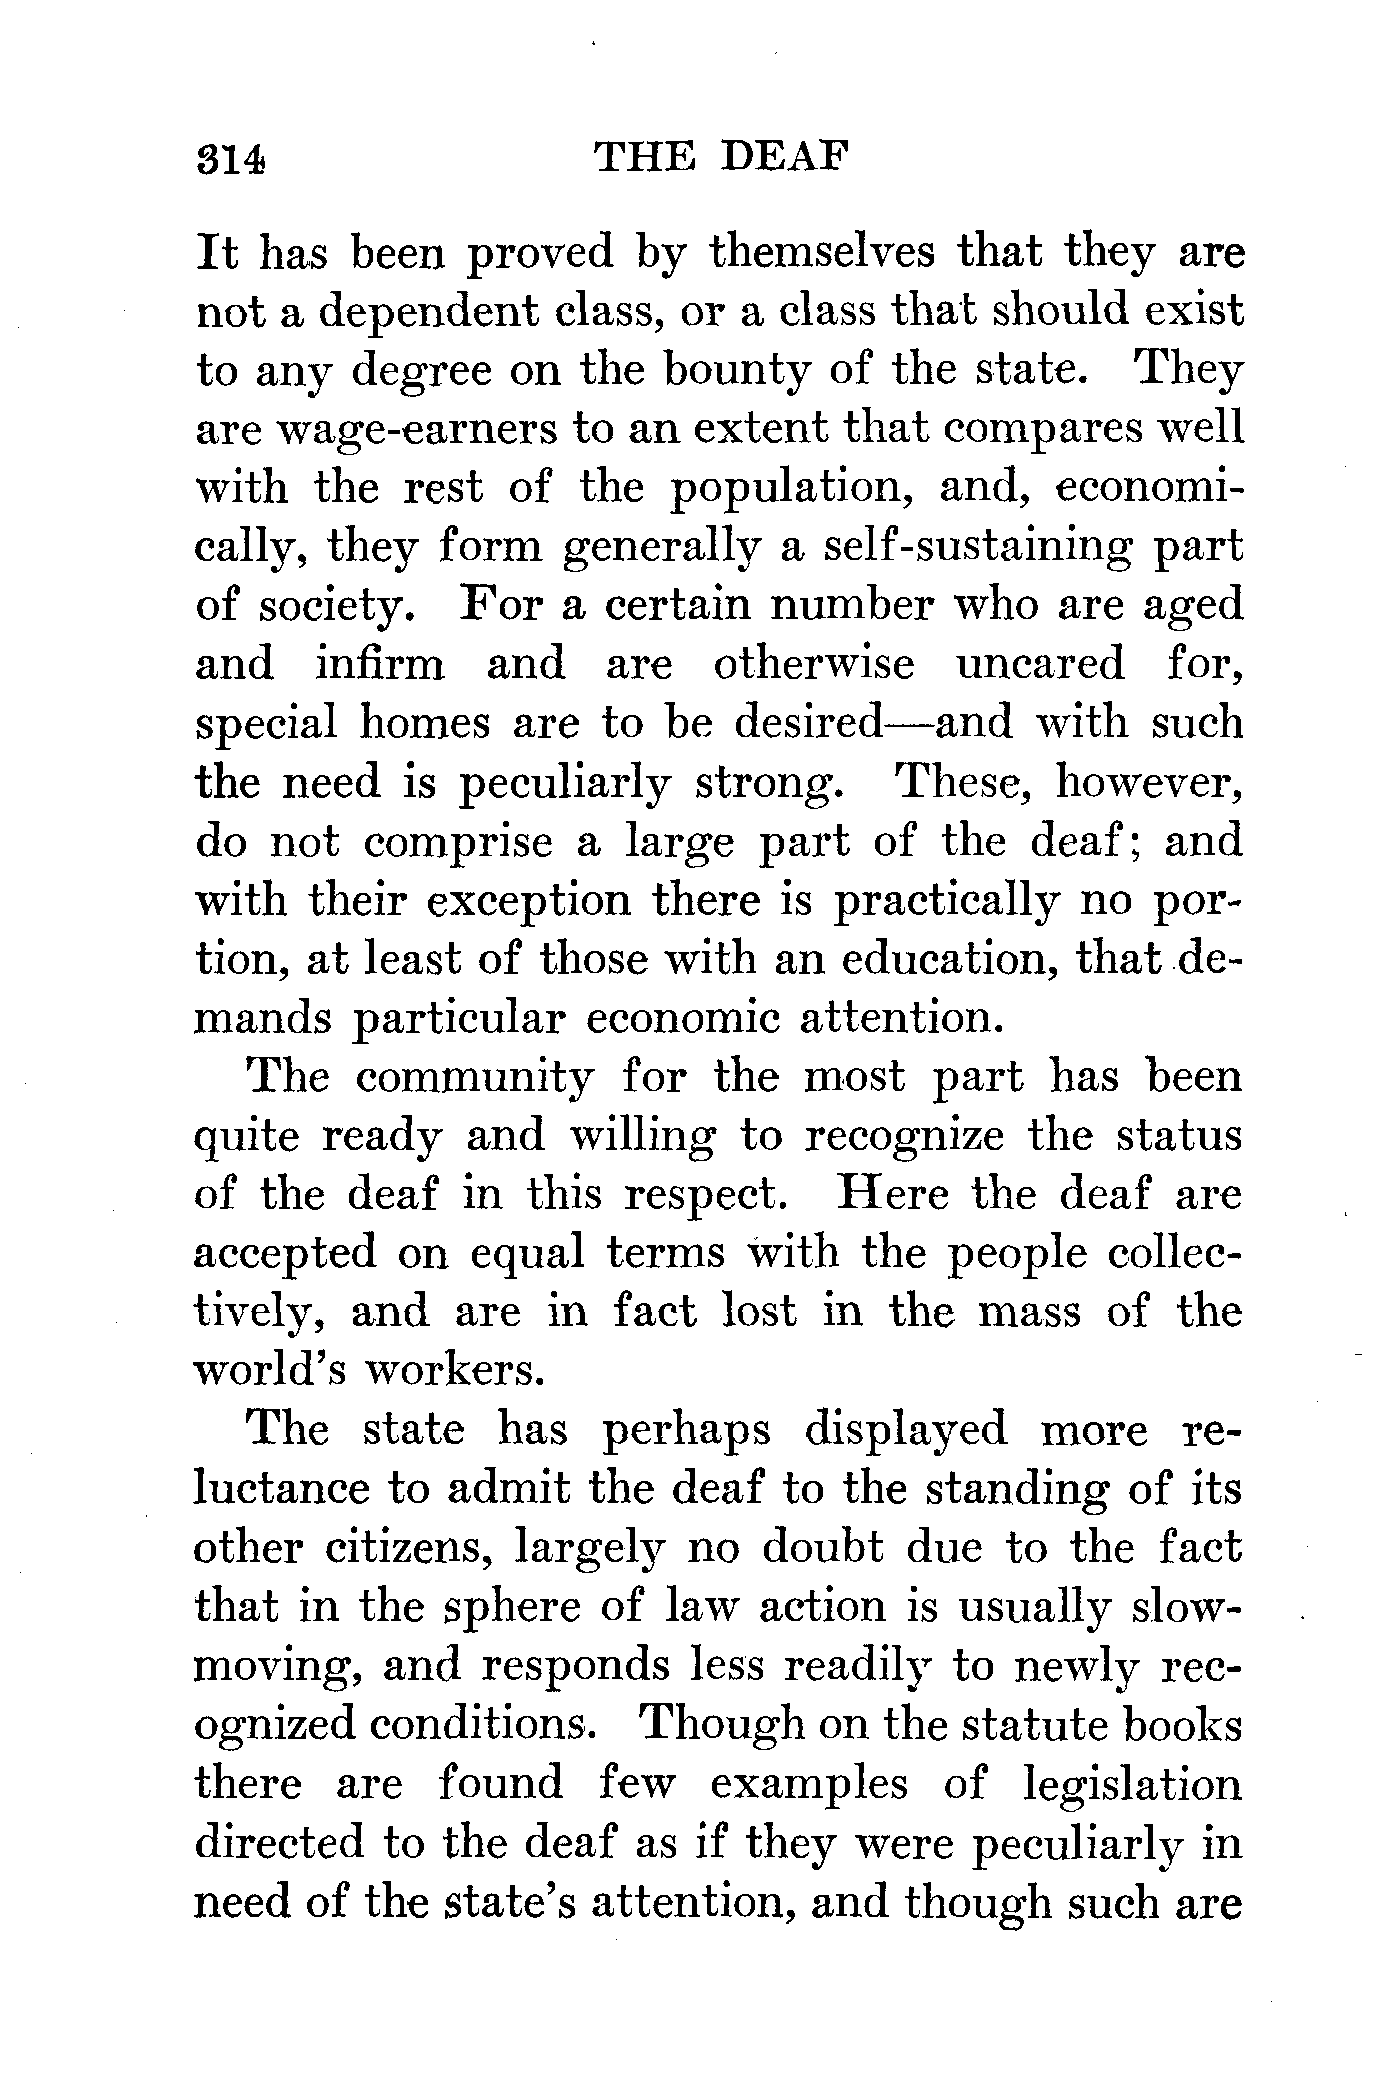 314 THE DEAF
It has been proved by themselves that they are
not a dependent class, or a class that should exist
to any degree on the bounty of the state. They
are wage-earners to an extent that compares well
with the rest of the population, and, economi-
cally, they form generally a self-sustaining part
of society. For a certain number who are aged
and infirm and are otherwise uncared for,
special homes are to be desired—and with such
the need is peculiarly strong. These, however,
do not comprise a large part of the deaf; and
with their exception there is practically no por-
tion, at least of those with an education, that de-
mands particular economic attention.
The community for the most part has been
quite ready and willing to recognize the status
of the deaf in this respect. Here the deaf are
accepted on equal terms with the people collec-
tively, and are in fact lost in the mass of the
world's workers.
The state has perhaps displayed more re-
luctance to admit the deaf to the standing of its
other citizens, largely no doubt due to the fact
that in the sphere of law action is usually slow-
moving, and responds less readily to newly rec-
ognized conditions. Though on the statute books
there are found few examples of legislation
directed to the deaf as if they were peculiarly in
need of the state's attention, and though such are